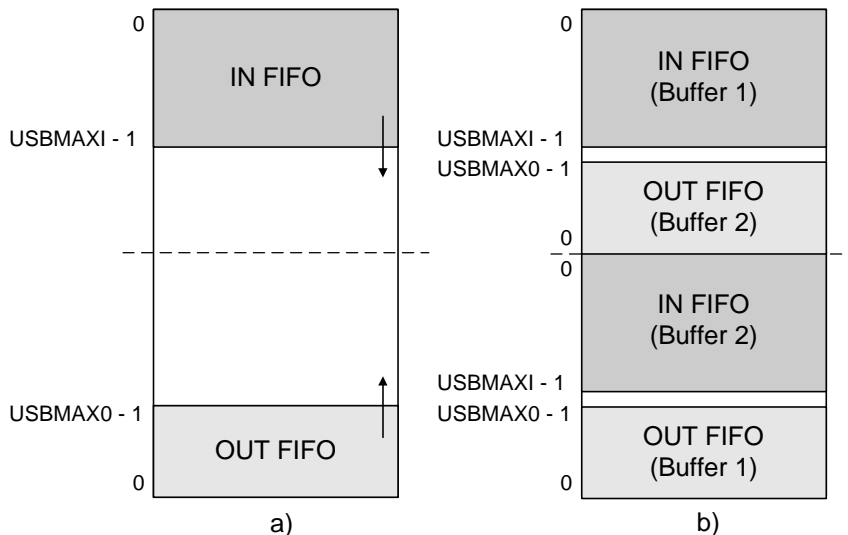 0
IN FIFO
USBMAXI - 1
USBMAX0 - 1
OUT FIFO
0
a)
0
IN FIFO
(Buffer 1)
USBMAXI - 1
USBMAX0 - 1
OUT FIFO
(Buffer 2)
0
0
IN FIFO
(Buffer 2)
USBMAXI - 1
USBMAX0 - 1
OUT FIFO
(Buffer 1)
0
b)